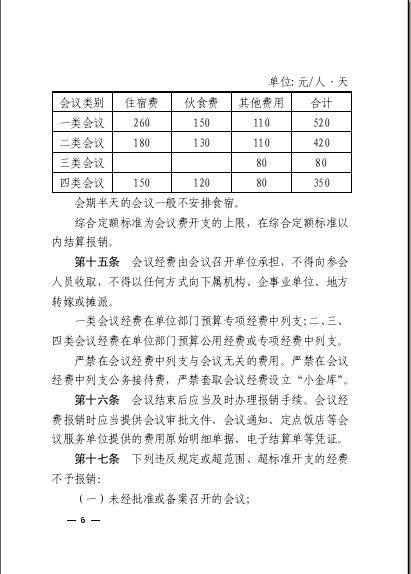 单位:元/人·天
会议类别 住宿费 伙食费 其他费用 合计
一类会议 260 150 110 520
二类会议 180 130 110 420
三类会议 80 80
四类会议 150 120 80 350
会期半天的会议一般不安排食宿。
综合定额标准为会议费开支的上限，在综合定额标准以
内结算报销。
第十五条 会议经费由会议召开单位承担，不得向参会
人员收取，不得以任何方式向下属机构、企事业单位、地方
转嫁或摊派。
一类会议经费在单位部门预算专项经费中列支;二、三、
四类会议经费在单位部门预算公用经费或专项经费中列支。
严禁在会议经费中列支与会议无关的费用。严禁在会议
经费中列支公务接待费，严禁套取会议经费设立“小金库”。
第十六条 会议结束后应当及时办理报销手续。会议经
费报销时应当提供会议审批文件、会议通知、定点饭店等会
议服务单位提供的费用原始明细单据、电子结算单等凭证。
第十七条 下列违反规定或超范围、超标准开支的经费
不予报销:
（一）未经批准或备案召开的会议;
— 6 —